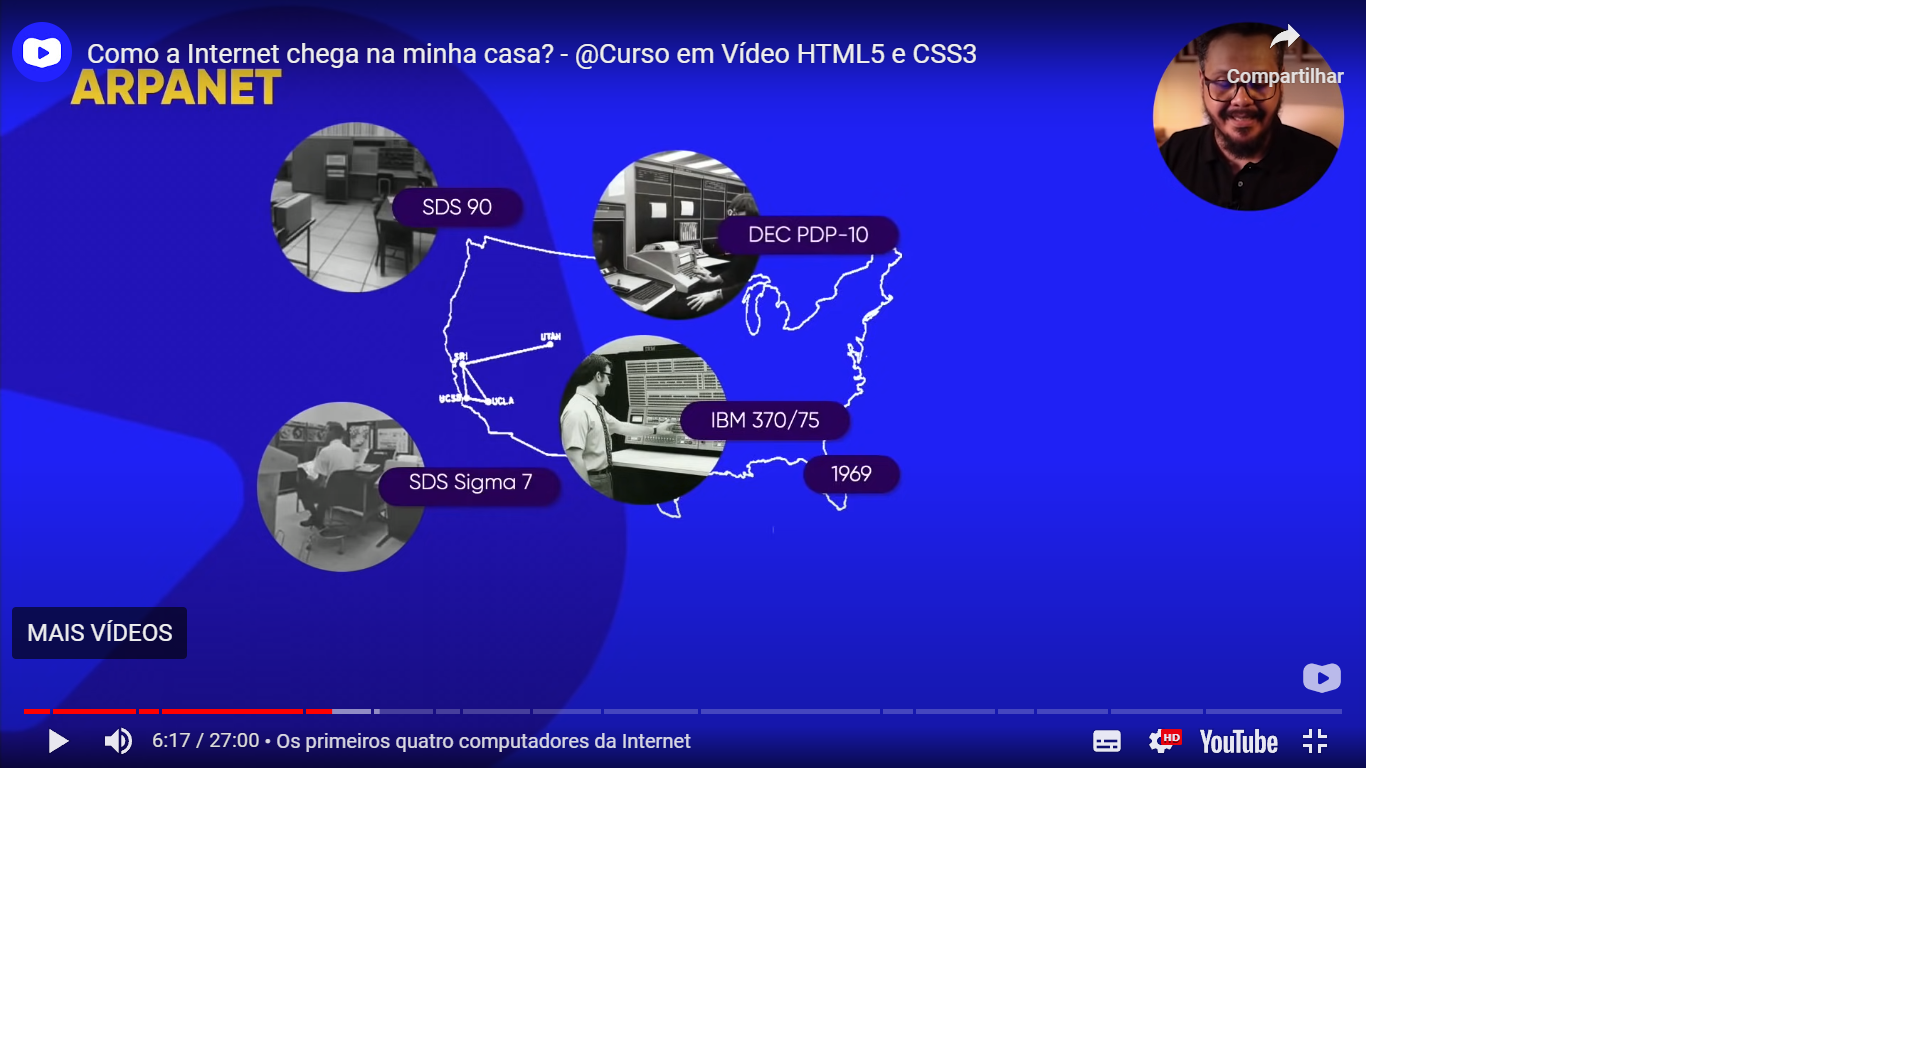 Como a Internet chega na minha casa? - @Curso em Vídeo HTML5 e CSS3
Compartilhar
ARPANET
SDS 90
DEC PDP-10
UTAH
SRI
UCSB
UCLA
IBM 370/75
1969
SDS Sigma 7
MAIS VÍDEOS
6:17 / 27:00 • Os primeiros quatro computadores da Internet
HD
YouTube